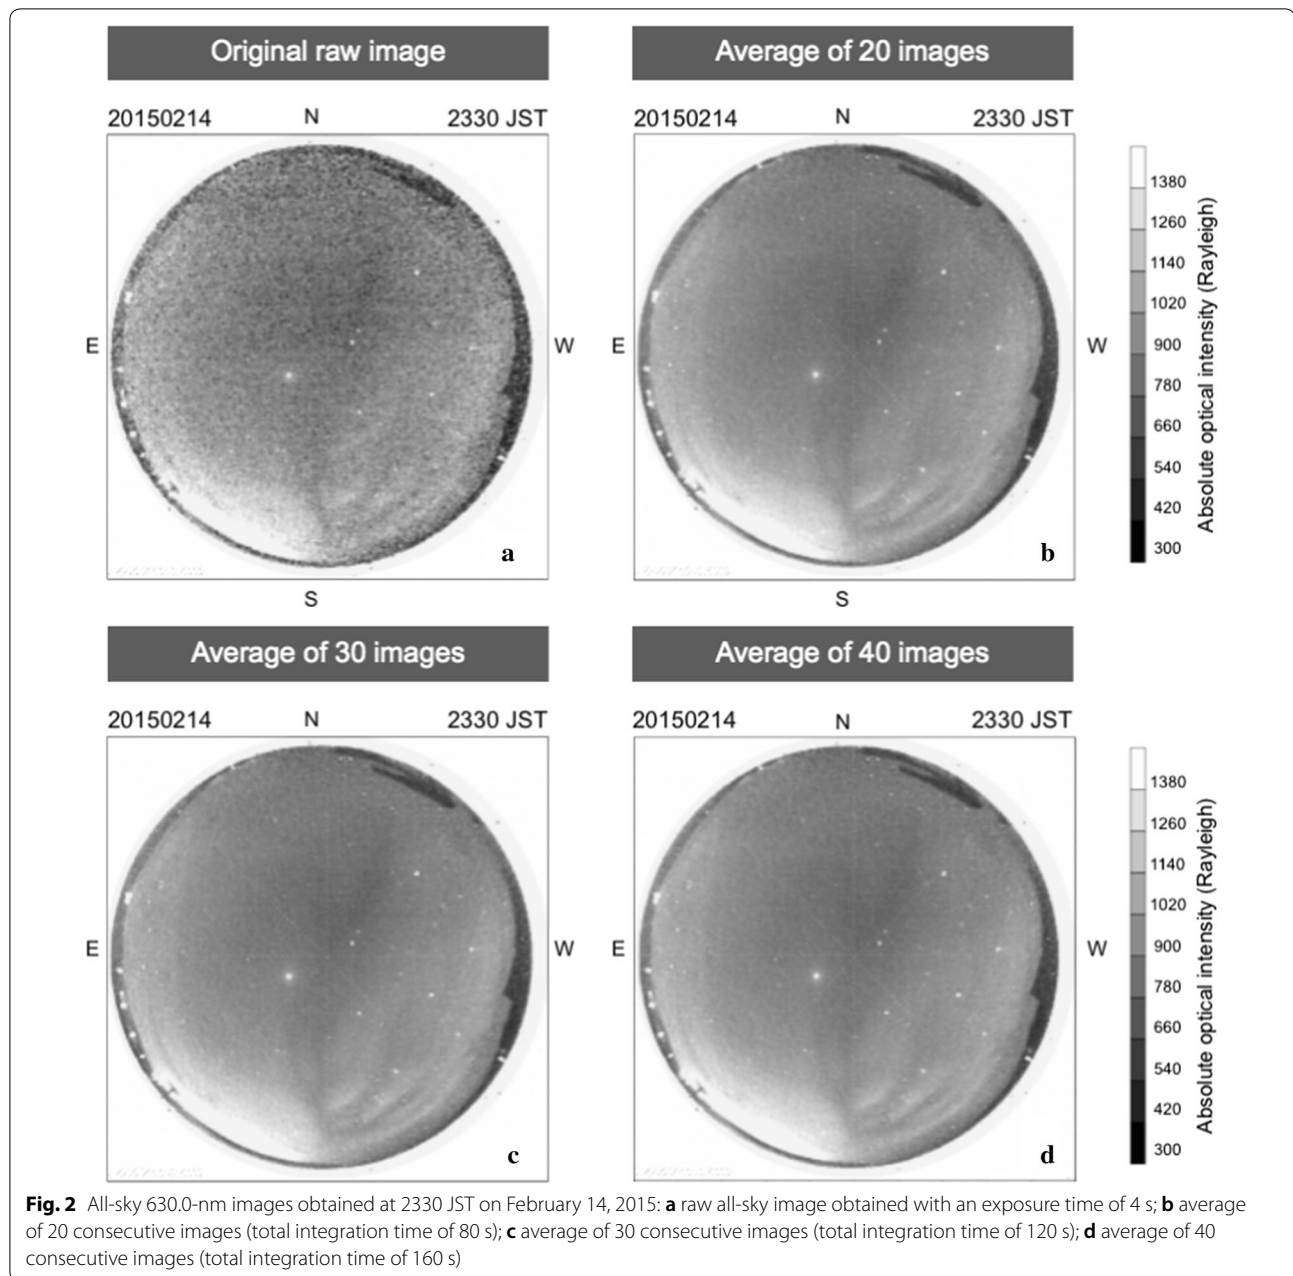 Original raw image
Average of 20 images
20150214 N 2330 JST
20150214 N 2330 JST
E W
E W
a
b
S
S
1380
1260
1140
1020
900
780
660
540
420
300
Absolute optical intensity (Rayleigh)
Average of 30 images
Average of 40 images
20150214 N 2330 JST
20150214 N 2330 JST
E W
E W
c
d
1380
1260
1140
1020
900
780
660
540
420
300
Absolute optical intensity (Rayleigh)
Fig. 2 All-sky 630.0-nm images obtained at 2330 JST on February 14, 2015: a raw all-sky image obtained with an exposure time of 4 s; b average
of 20 consecutive images (total integration time of 80 s); c average of 30 consecutive images (total integration time of 120 s); d average of 40
consecutive images (total integration time of 160 s)